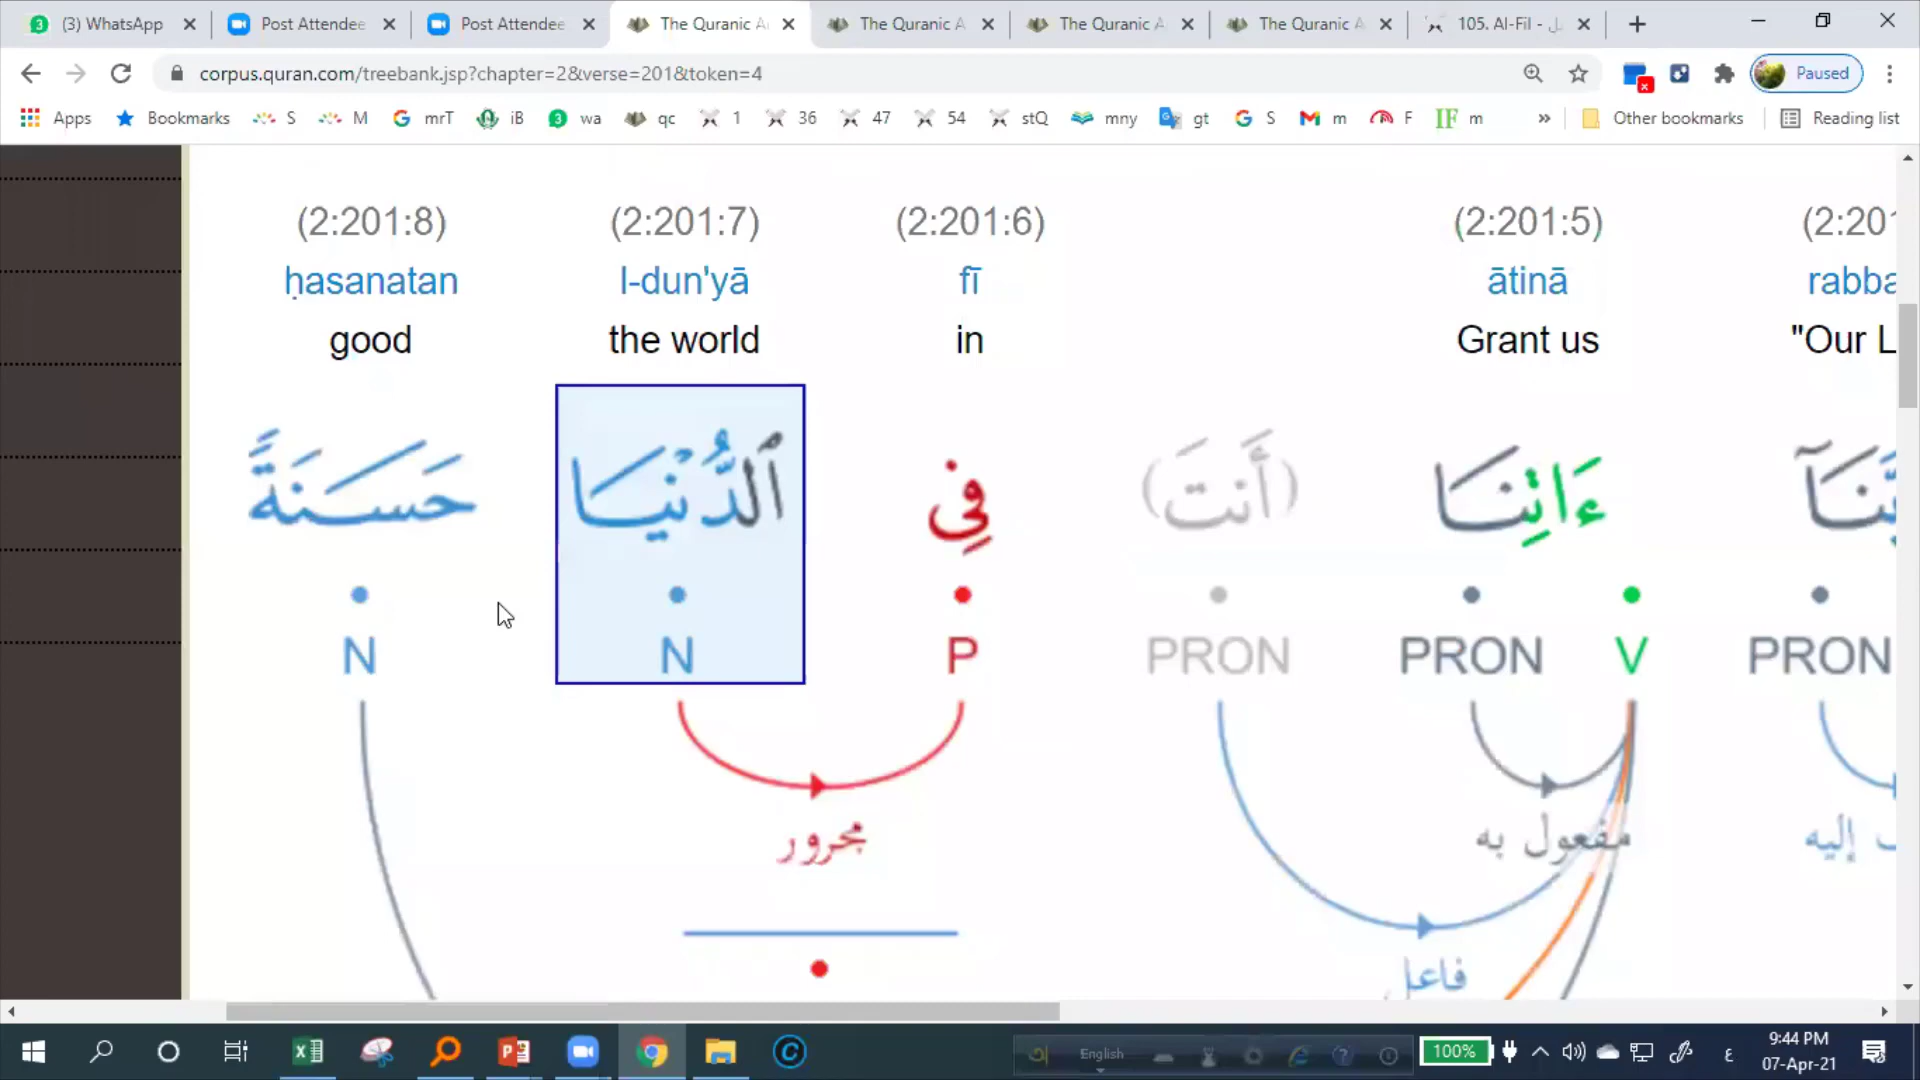 (3) WhatsApp
Post Attendee
Post Attendee
The Quranic A
The Quranic A
The Quranic A
The Quranic A
105. Al-Fil -
corpus.quran.com/treebank.jsp?chapter=2&verse=201&token=4
Paused
Apps Bookmarks S M mrT iB wa qc 1 36 47 54 stQ mny gt S m F m » Other bookmarks Reading list
(2:201:8) (2:201:7) (2:201:6) (2:201:5) (2:20
ḥasanatan l-dun'yā fī ātinā rabba
good the world in Grant us "Our L
رَبَّنَآ ءَاتِنَا (أَنتَ) فِى ٱلدُّنْيَا حَسَنَةً
N N P PRON PRON V PRON
مجرور مفعول به ف إليه
فاعل
English
100%
9:44 PM
07-Apr-21
ع